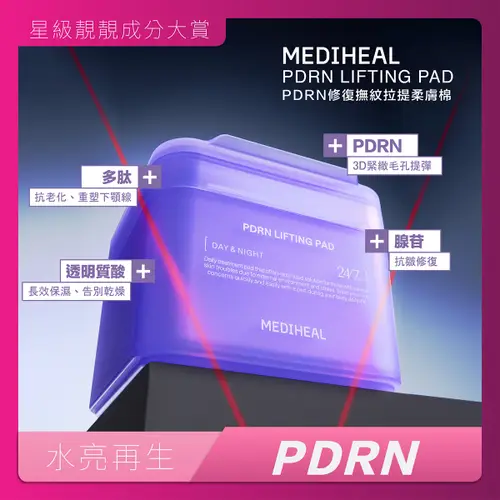 星級靚靚成分大賞
MEDIHEAL
PDRN LIFTING PAD
PDRN修復撫紋拉提柔膚棉
+ PDRN
3D緊緻毛孔提彈
多肽 +
抗老化、重塑下顎線
+ 腺苷
抗皺修復
透明質酸 +
長效保濕、告別乾燥
PDRN LIFTING PAD
[ DAY & NIGHT
24/7
MEDIHEAL
水亮再生
PDRN